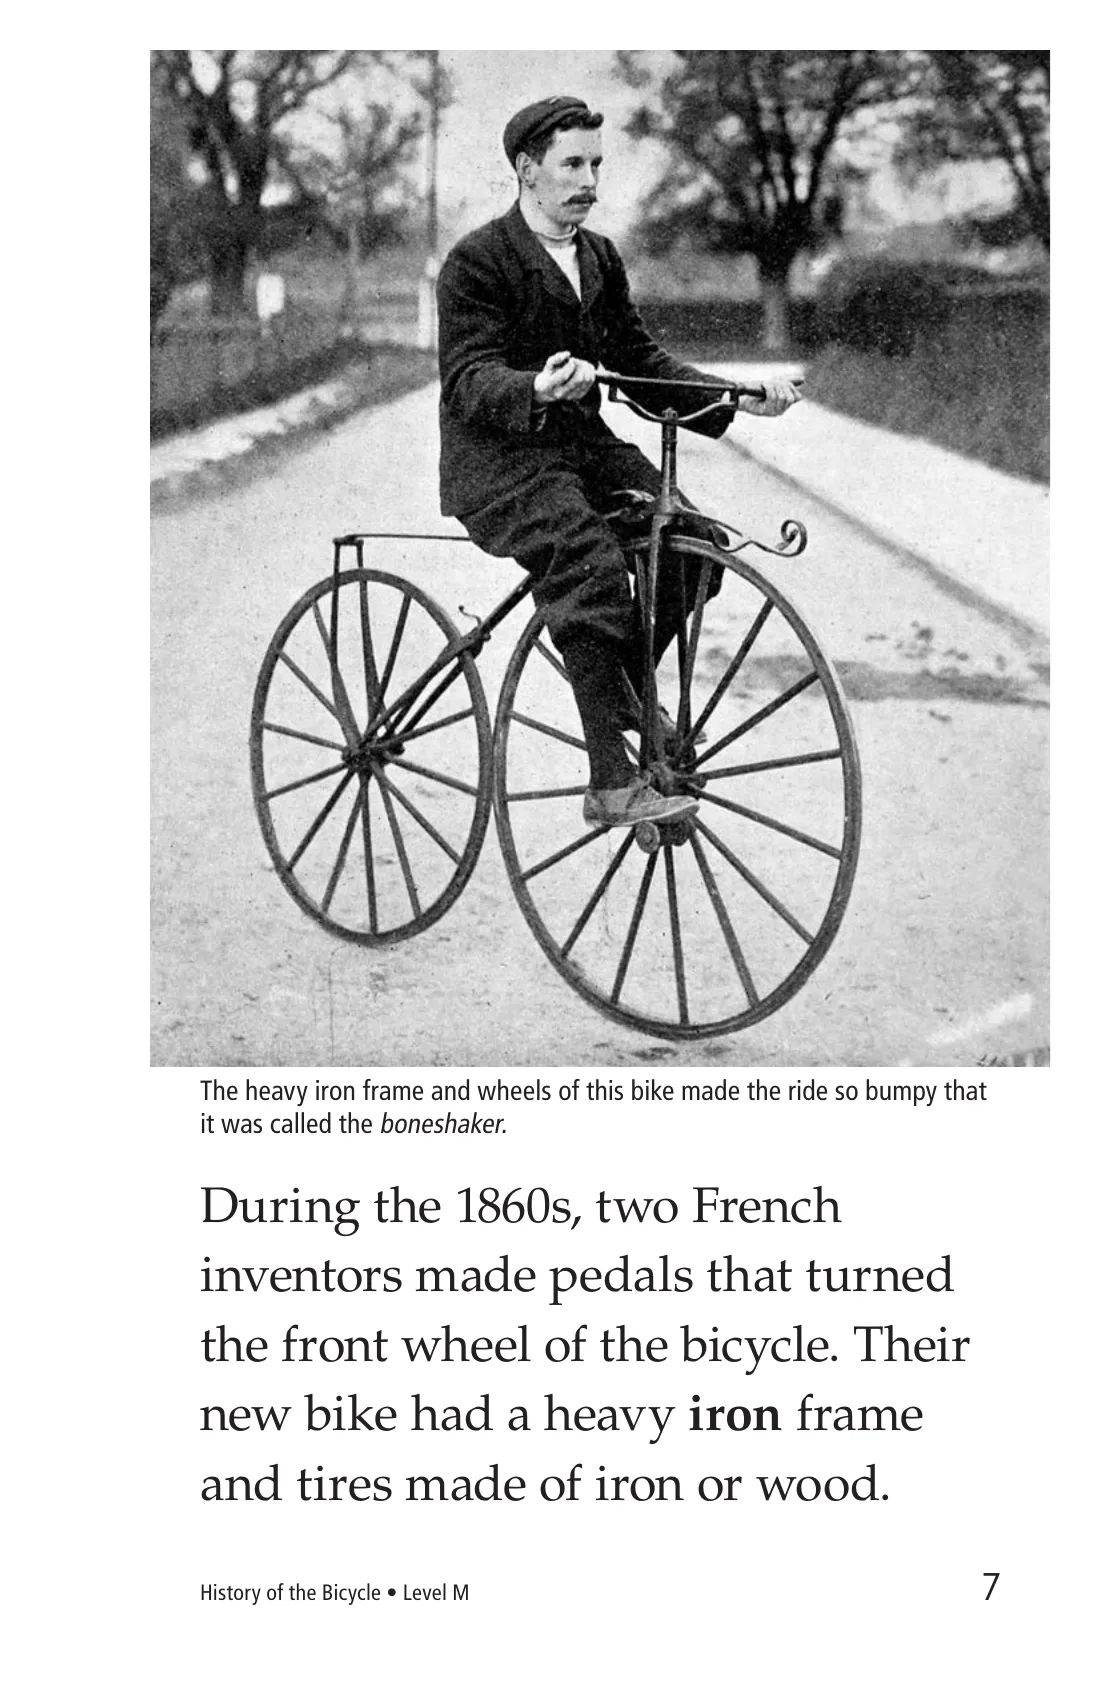 The heavy iron frame and wheels of this bike made the ride so bumpy that
it was called the boneshaker.
During the 1860s, two French
inventors made pedals that turned
the front wheel of the bicycle. Their
new bike had a heavy iron frame
and tires made of iron or wood.
History of the Bicycle • Level M
7